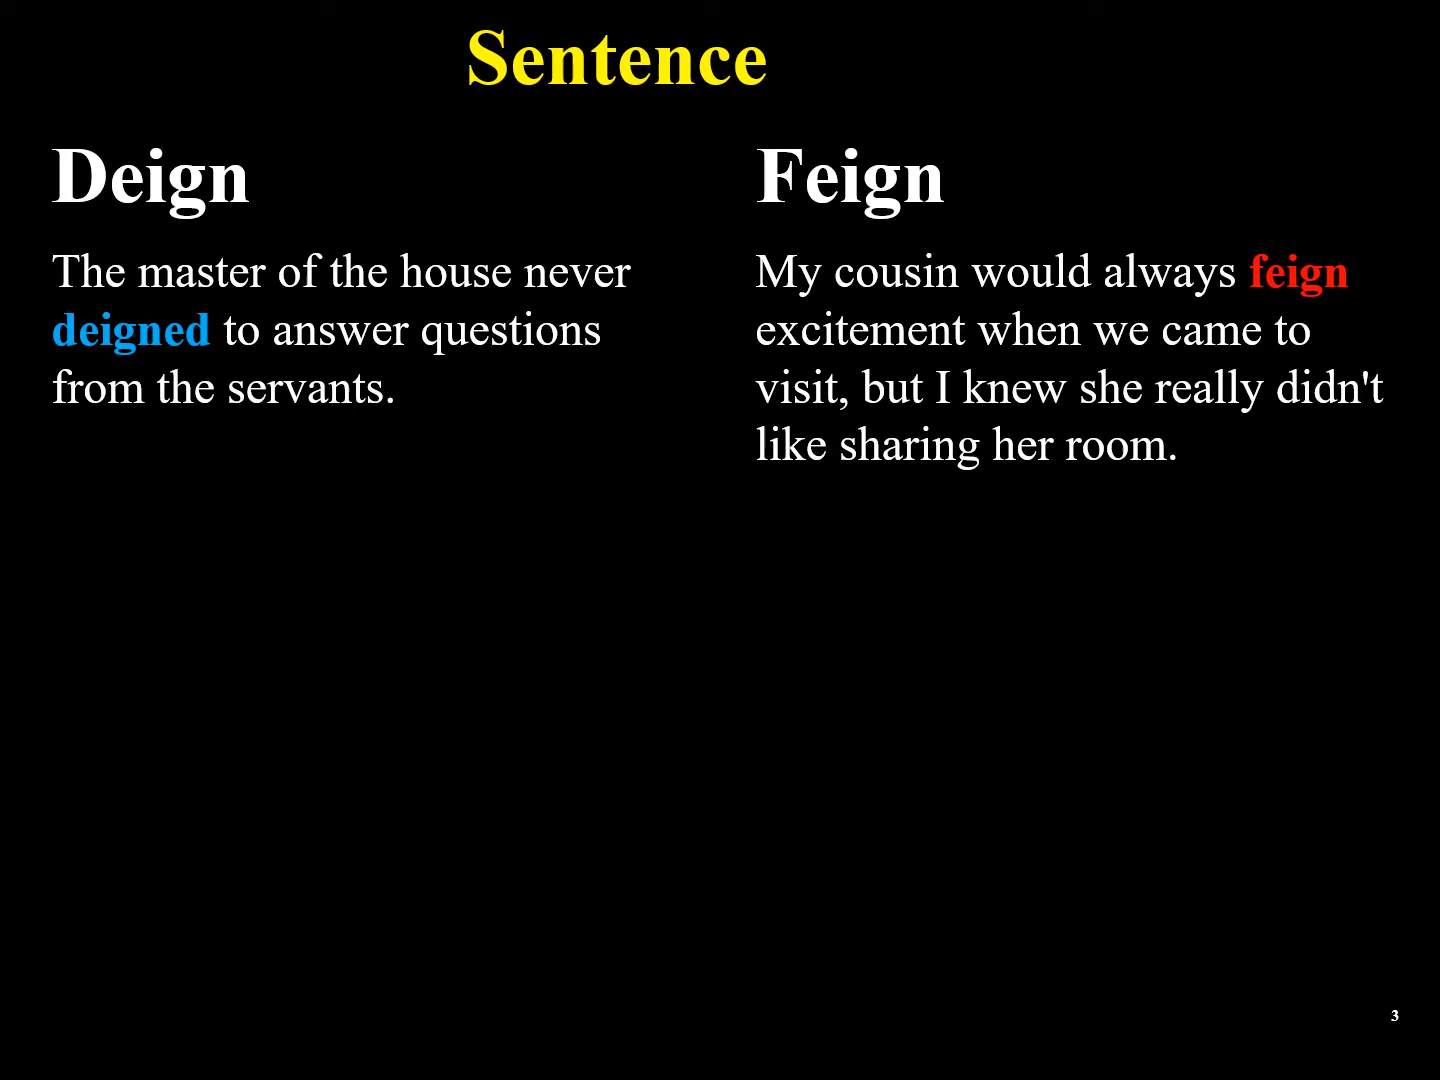 Sentence
Deign
The master of the house never
deigned to answer questions
from the servants.
Feign
My cousin would always feign
excitement when we came to
visit, but I knew she really didn't
like sharing her room.
3